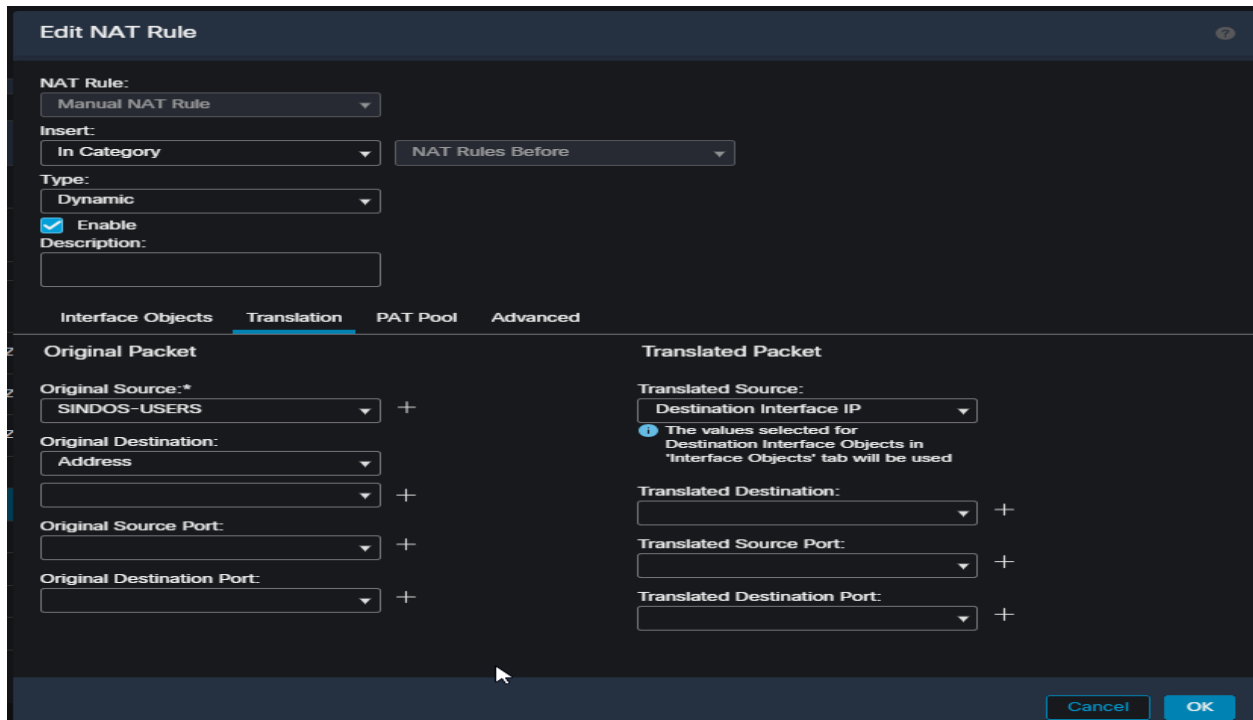 Edit NAT Rule
?
NAT Rule:
Manual NAT Rule
Insert:
In Category
NAT Rules Before
Type:
Dynamic
Enable
Description:
Interface Objects
Translation
PAT Pool
Advanced
Original Packet
Original Source:*
SINDOS-USERS
Original Destination:
Address
Original Source Port:
Original Destination Port:
Translated Packet
Translated Source:
Destination Interface IP
The values selected for
Destination Interface Objects in
'Interface Objects' tab will be used
Translated Destination:
Translated Source Port:
Translated Destination Port:
Cancel
OK